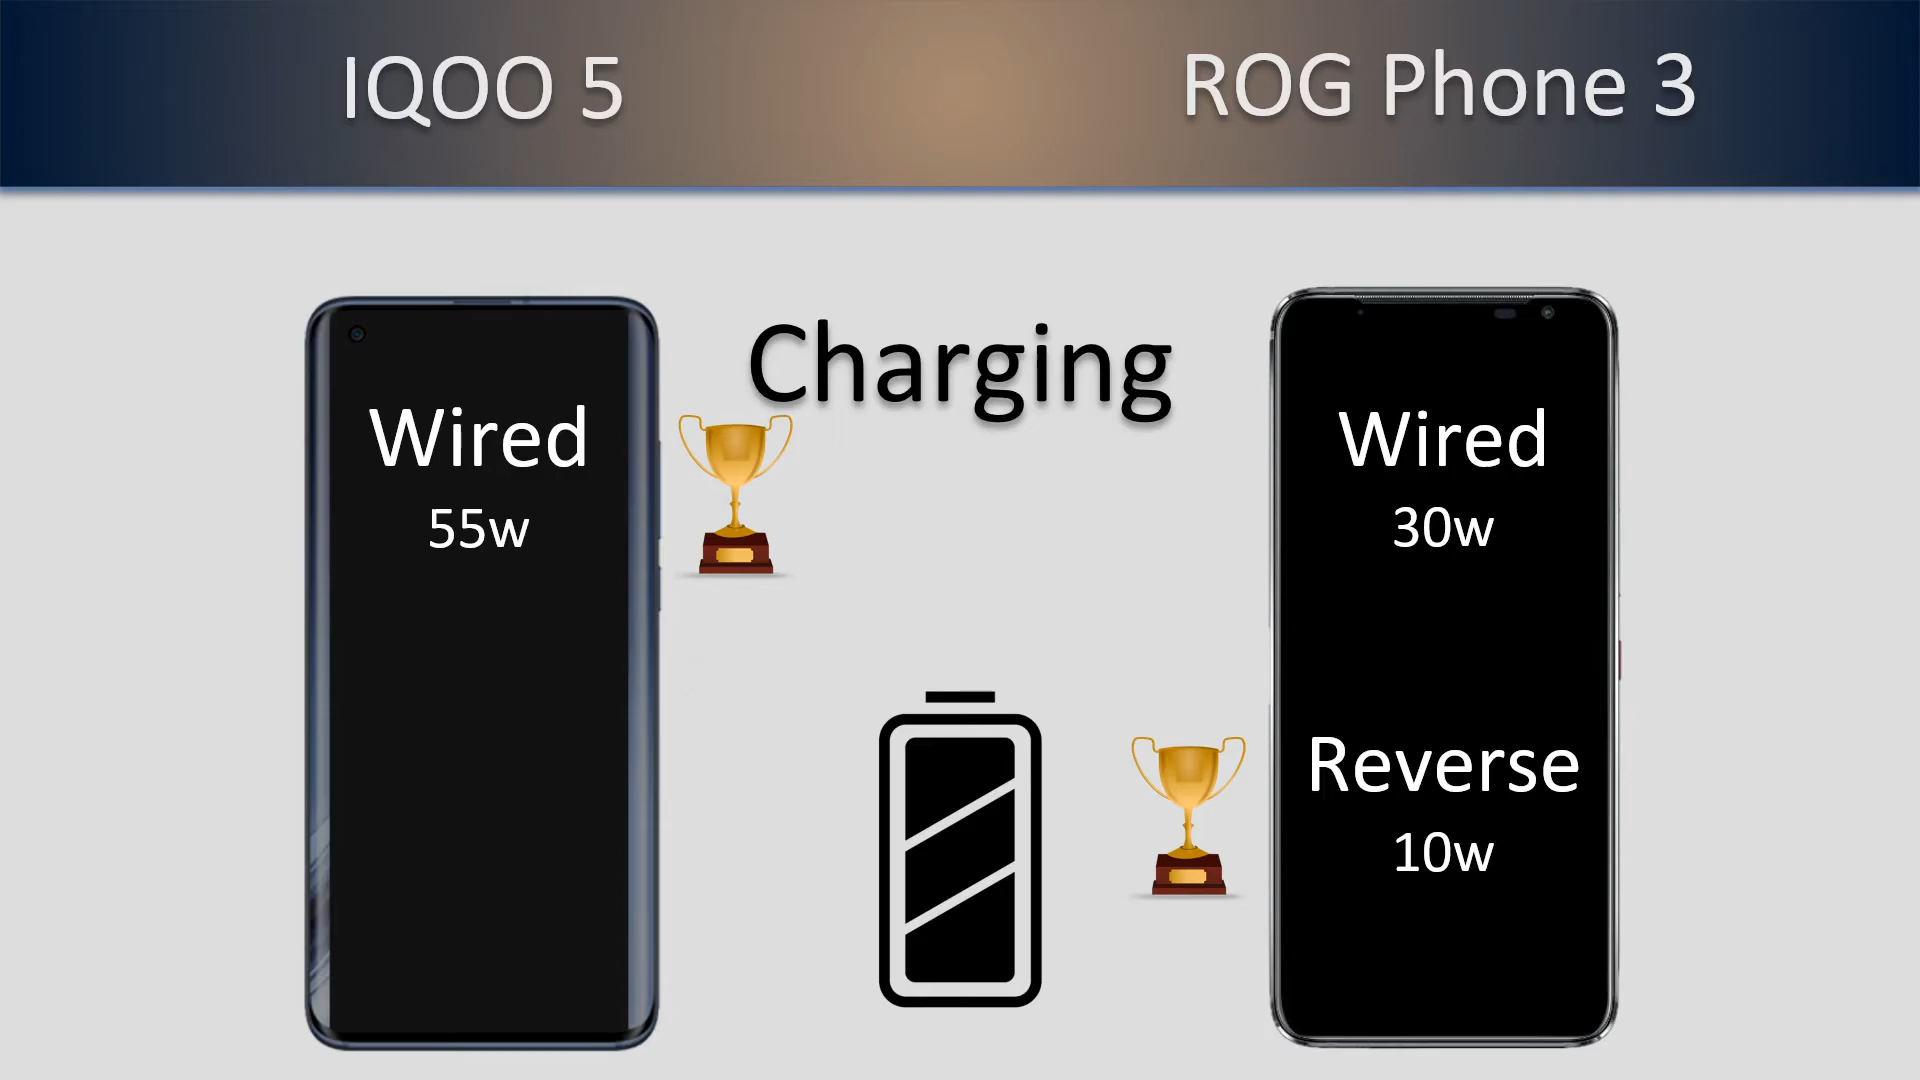 IQOO 5
ROG Phone 3
Charging
Wired
55w
Wired
30w
Reverse
10w